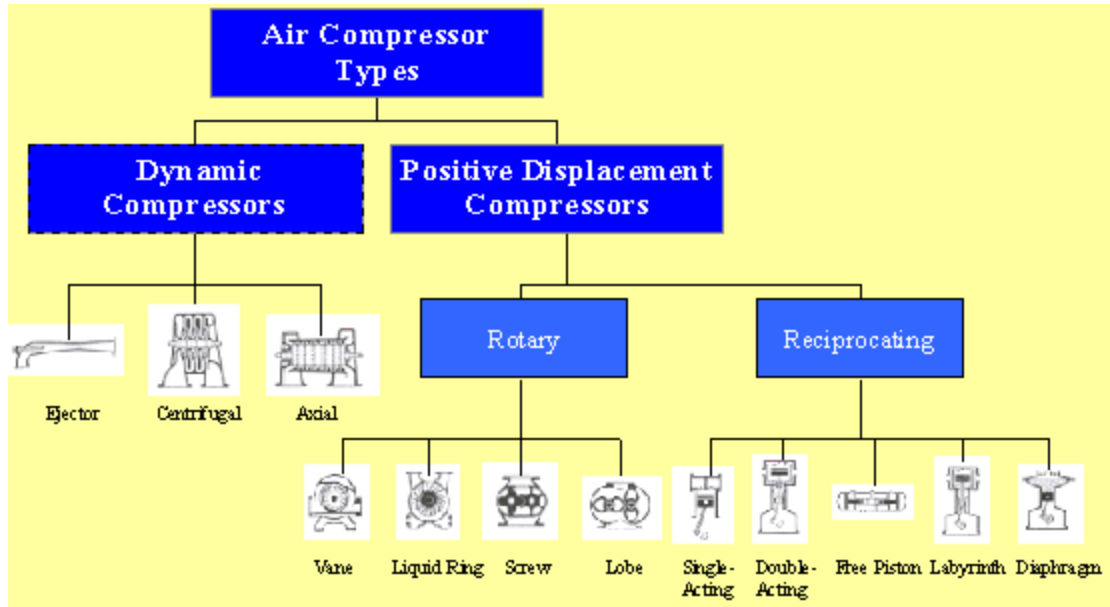 Air Compressor
Types
Dynamic
Compressors
Positive Displacement
Compressors
Rotary
Reciprocating
Ejector
Centrifugal
Axial
Vane
Liquid Ring
Screw
Lobe
Single-
Acting
Double-
Acting
Free Piston
Labyrinth
Diaphragm